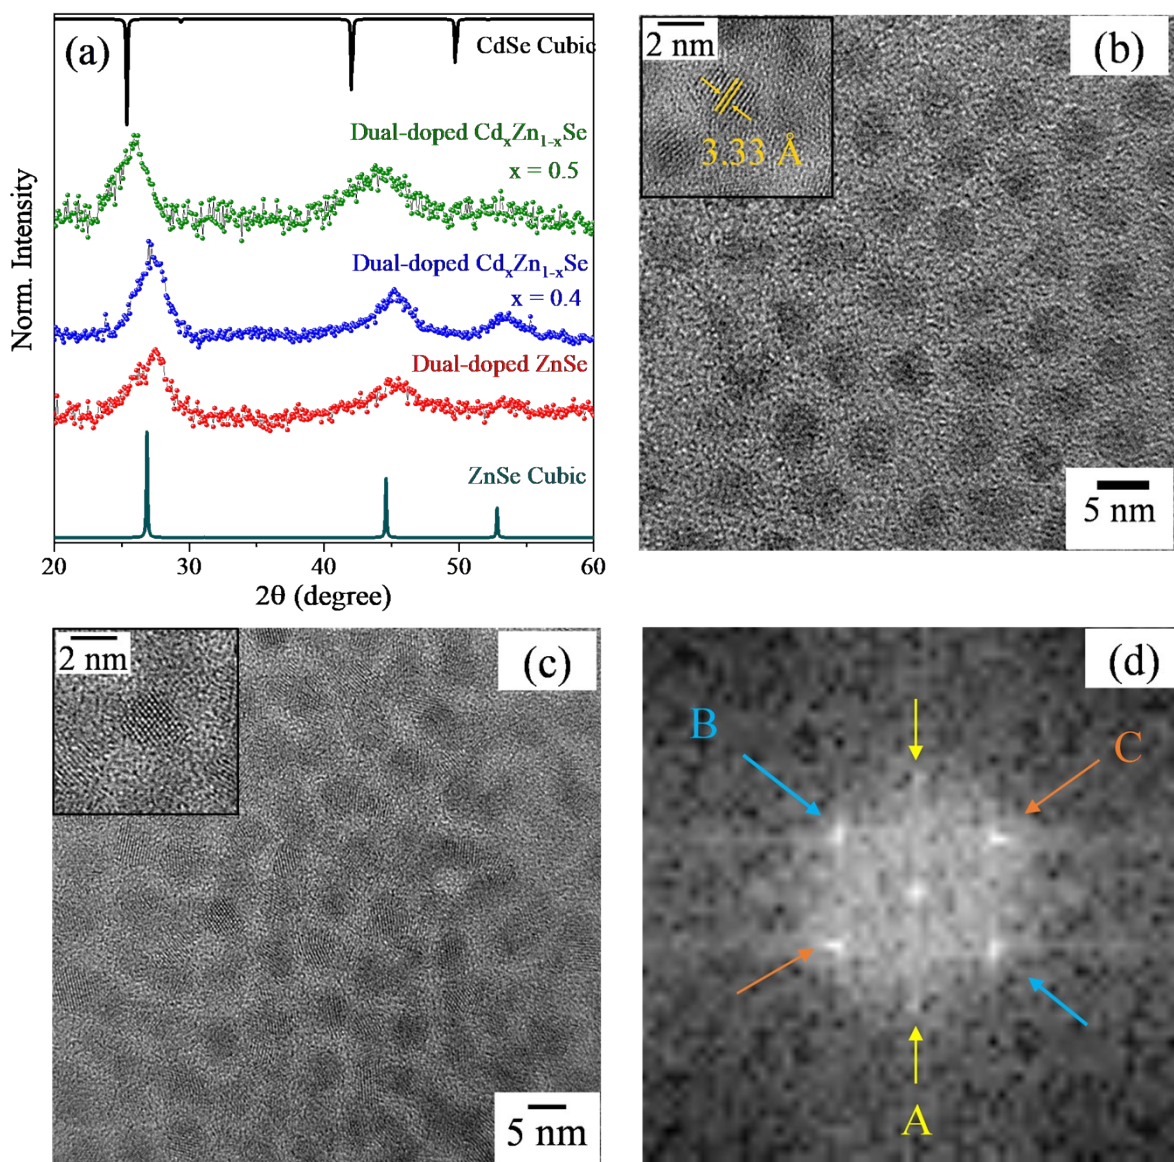 (a)
CdSe Cubic
Dual-doped CdₓZn₁₋ₓSe
x = 0.5
Dual-doped CdₓZn₁₋ₓSe
x = 0.4
Dual-doped ZnSe
ZnSe Cubic
Norm. Intensity
20 30 40 50 60
2θ (degree)
2 nm
(b)
3.33 Å
5 nm
2 nm
(c)
5 nm
(d)
B
C
A